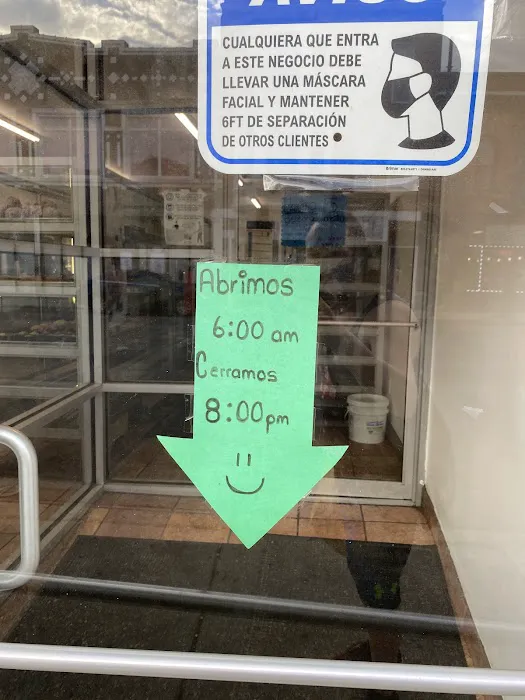 AVISO
CUALQUIERA QUE ENTRA
A ESTE NEGOCIO DEBE
LLEVAR UNA MÁSCARA
FACIAL Y MANTENER
6FT DE SEPARACIÓN
DE OTROS CLIENTES
Abrimos
6:00 am
Cerramos
8:00 pm